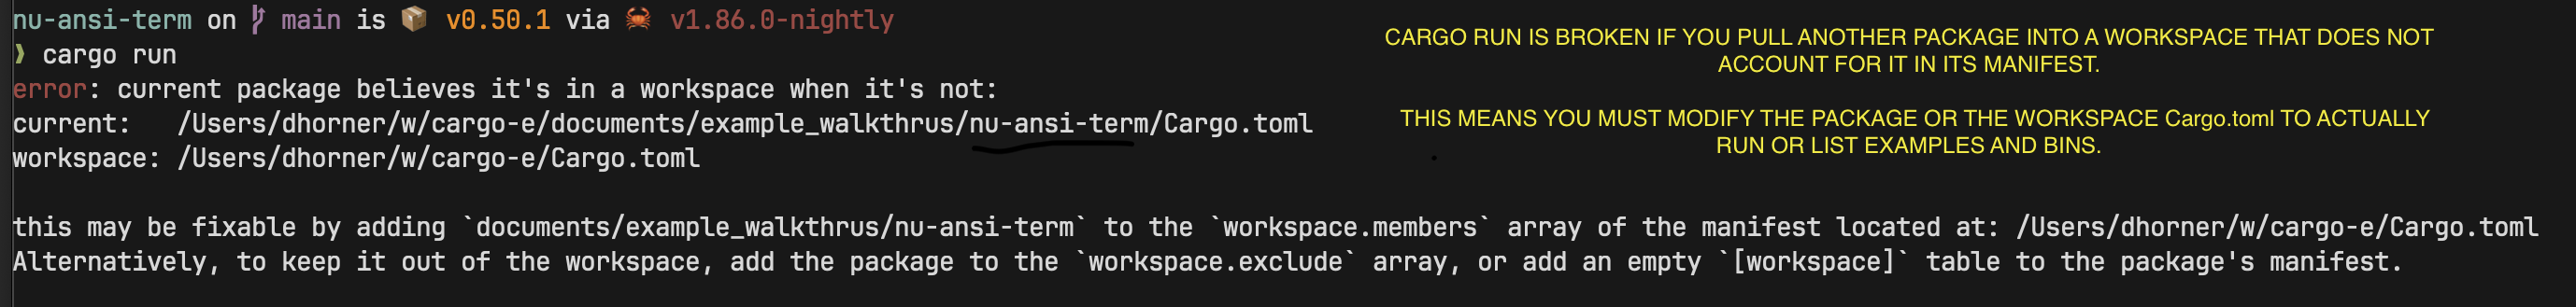 nu-ansi-term on main is 📦 v0.50.1 via 🦀 v1.86.0-nightly
❱ cargo run
error: current package believes it's in a workspace when it's not:
current:   /Users/dhorner/w/cargo-e/documents/example_walkthrus/nu-ansi-term/Cargo.toml
workspace: /Users/dhorner/w/cargo-e/Cargo.toml
this may be fixable by adding `documents/example_walkthrus/nu-ansi-term` to the `workspace.members` array of the manifest located at: /Users/dhorner/w/cargo-e/Cargo.toml
Alternatively, to keep it out of the workspace, add the package to the `workspace.exclude` array, or add an empty `[workspace]` table to the package's manifest.
CARGO RUN IS BROKEN IF YOU PULL ANOTHER PACKAGE INTO A WORKSPACE THAT DOES NOT
ACCOUNT FOR IT IN ITS MANIFEST.
THIS MEANS YOU MUST MODIFY THE PACKAGE OR THE WORKSPACE Cargo.toml TO ACTUALLY
RUN OR LIST EXAMPLES AND BINS.